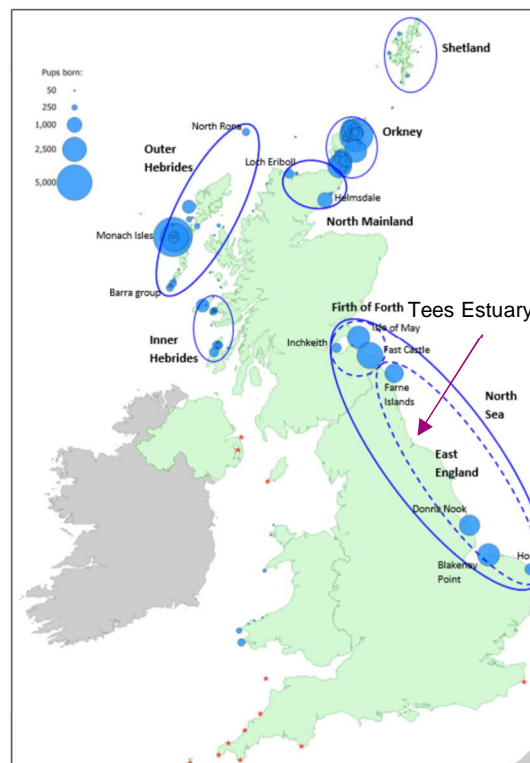 Shetland
Pups born:
50
250
1,000
2,500
5,000
North Rona
Orkney
Outer
Hebrides
Loch Eriboll
Helmsdale
North Mainland
Monach Isles
Barra group
Firth of Forth
Tees Estuary
Isle of May
Inchkeith
Fast Castle
Inner
Hebrides
Farne
Islands
North
Sea
East
England
Donna Nook
Blakeney
Point
Ho